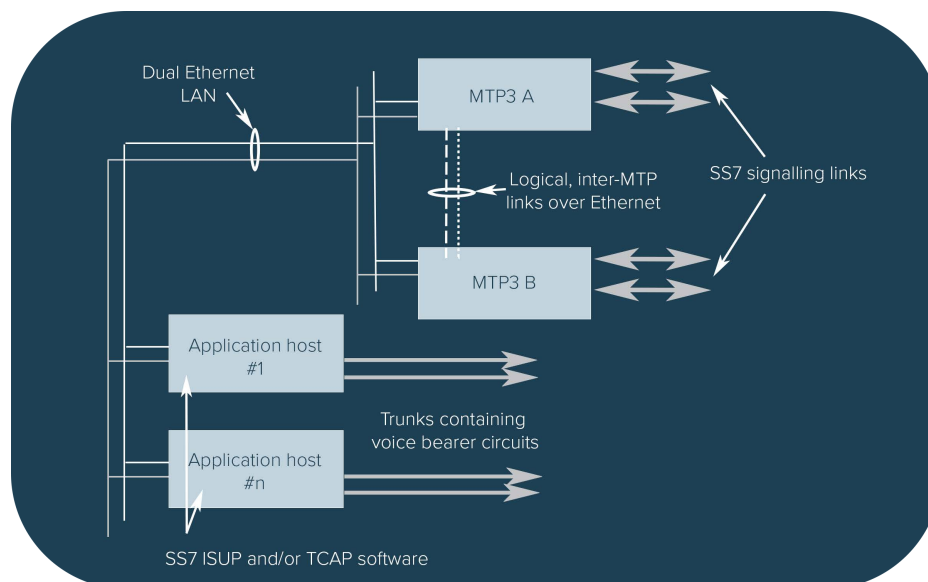 Dual Ethernet
LAN
MTP3 A
SS7 signalling links
Logical, inter-MTP
links over Ethernet
MTP3 B
Application host
#1
Trunks containing
voice bearer circuits
Application host
#n
SS7 ISUP and/or TCAP software